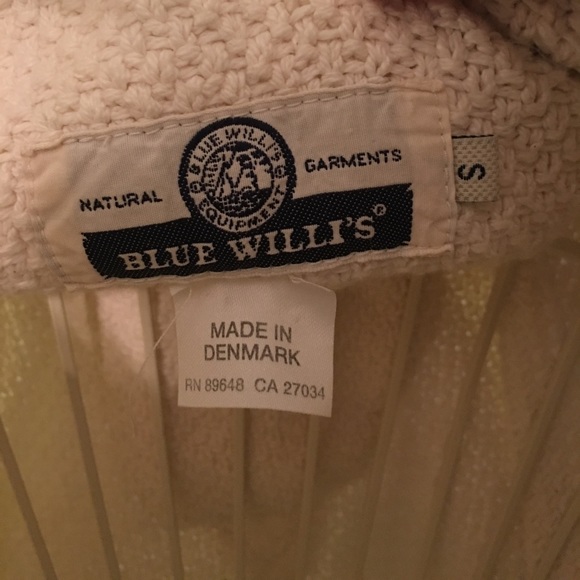 BLUE WILLI'S
EQUIPMENT
NATURAL GARMENTS
BLUE WILLI'S®
S
MADE IN
DENMARK
RN 89648 CA 27034